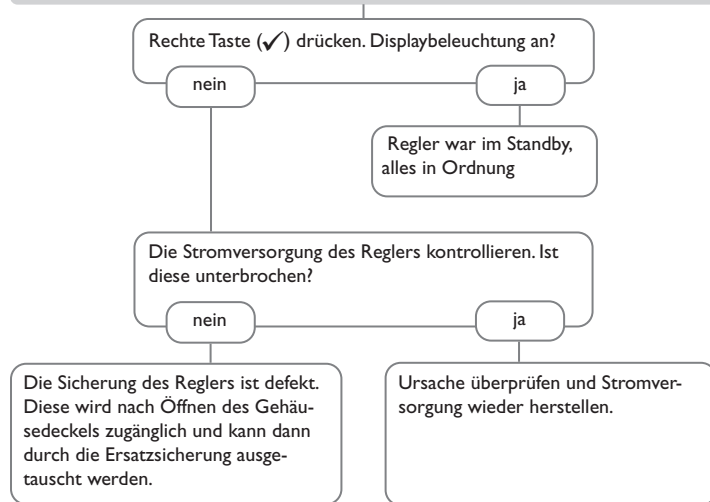 Rechte Taste (✓) drücken. Displaybeleuchtung an?
nein
ja
Regler war im Standby,
alles in Ordnung
Die Stromversorgung des Reglers kontrollieren. Ist
diese unterbrochen?
nein
ja
Die Sicherung des Reglers ist defekt.
Diese wird nach Öffnen des Gehäu-
sedeckels zugänglich und kann dann
durch die Ersatzsicherung ausge-
tauscht werden.
Ursache überprüfen und Stromver-
sorgung wieder herstellen.